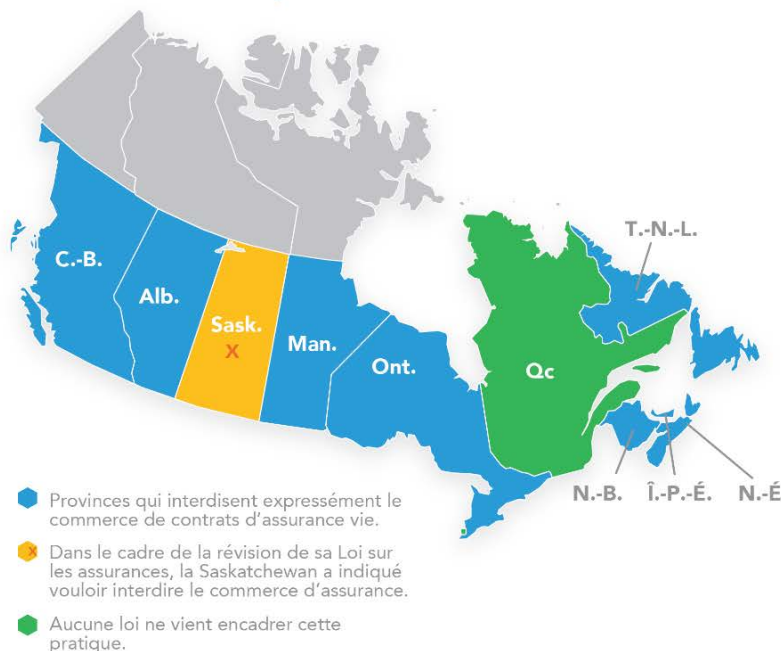 T.-N.-L.
C.-B.
Alb.
Sask.
X
Man.
Ont.
Qc
N.-B.
Î.-P.-É.
N.-É
Provinces qui interdisent expressément le
commerce de contrats d'assurance vie.
X
Dans le cadre de la révision de sa Loi sur
les assurances, la Saskatchewan a indiqué
vouloir interdire le commerce d'assurance.
Aucune loi ne vient encadrer cette
pratique.